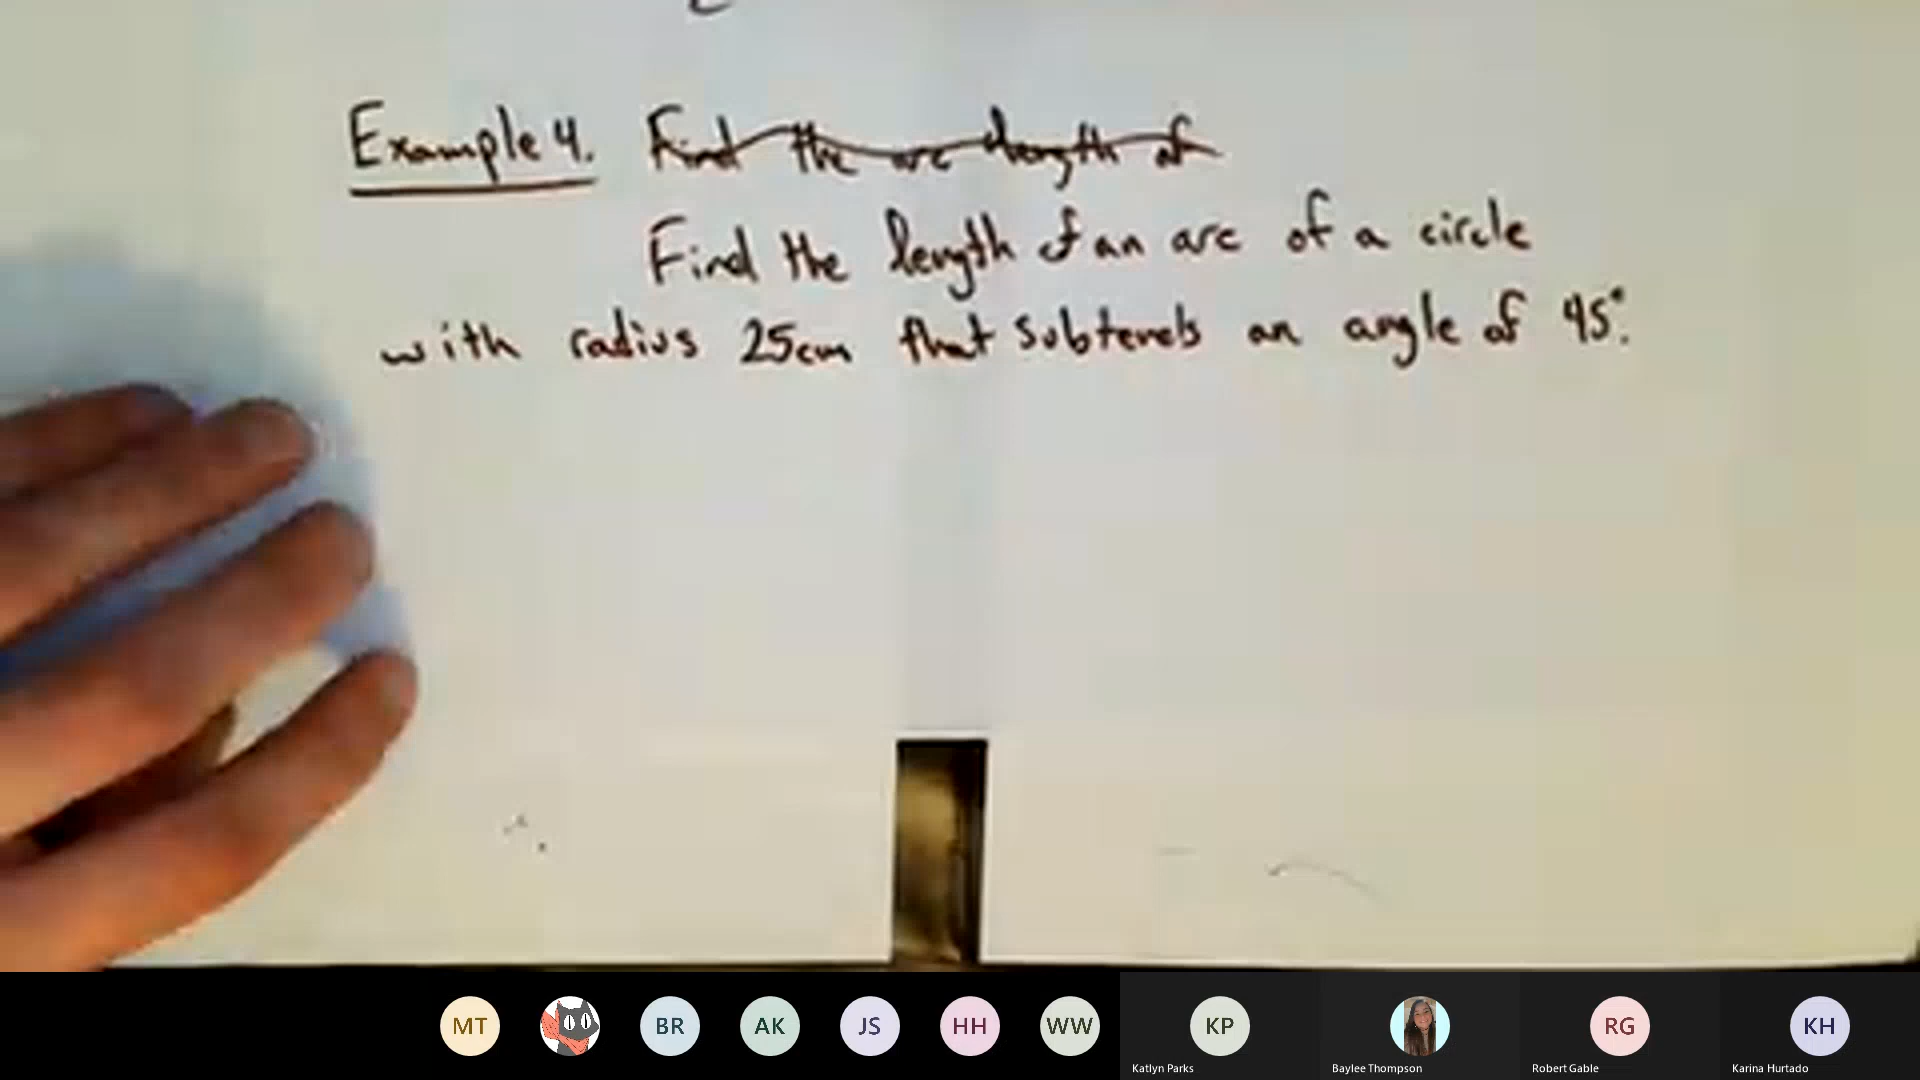 Example 4. Find the arc length of
Find the length of an arc of a circle
with radius 25cm that subtends an angle of 45°.
MT BR AK JS HH WW KP RG KH
Katlyn Parks Baylee Thompson Robert Gable Karina Hurtado